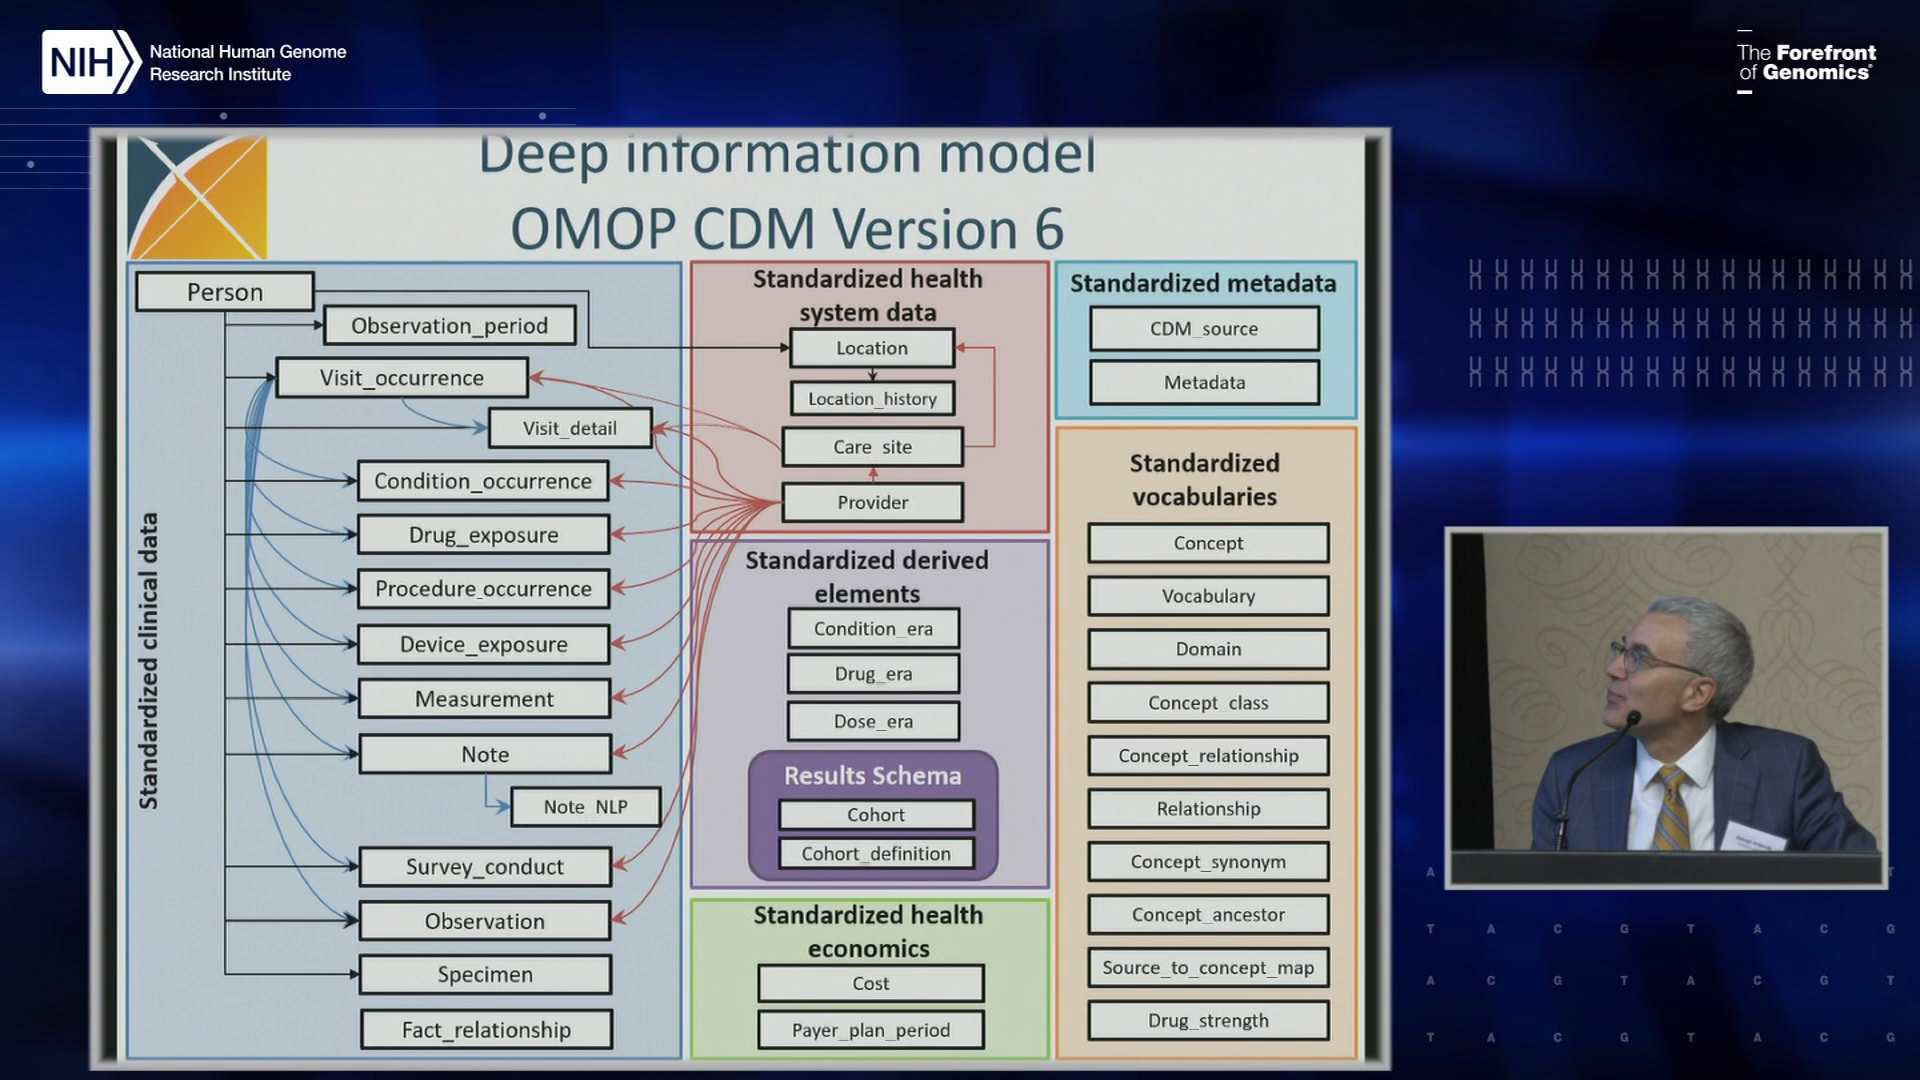 NIH
National Human Genome
Research Institute
The Forefront
of Genomics®
Deep information model
OMOP CDM Version 6
Standardized clinical data
Person
Observation_period
Visit_occurrence
Visit_detail
Condition_occurrence
Drug_exposure
Procedure_occurrence
Device_exposure
Measurement
Note
Note_NLP
Survey_conduct
Observation
Specimen
Fact_relationship
Standardized health
system data
Location
Location_history
Care_site
Provider
Standardized derived
elements
Condition_era
Drug_era
Dose_era
Results Schema
Cohort
Cohort_definition
Standardized health
economics
Cost
Payer_plan_period
Standardized metadata
CDM_source
Metadata
Standardized
vocabularies
Concept
Vocabulary
Domain
Concept_class
Concept_relationship
Relationship
Concept_synonym
Concept_ancestor
Source_to_concept_map
Drug_strength
A T
T A C G T A C G
A C G T A C G T
T A C G T A C G